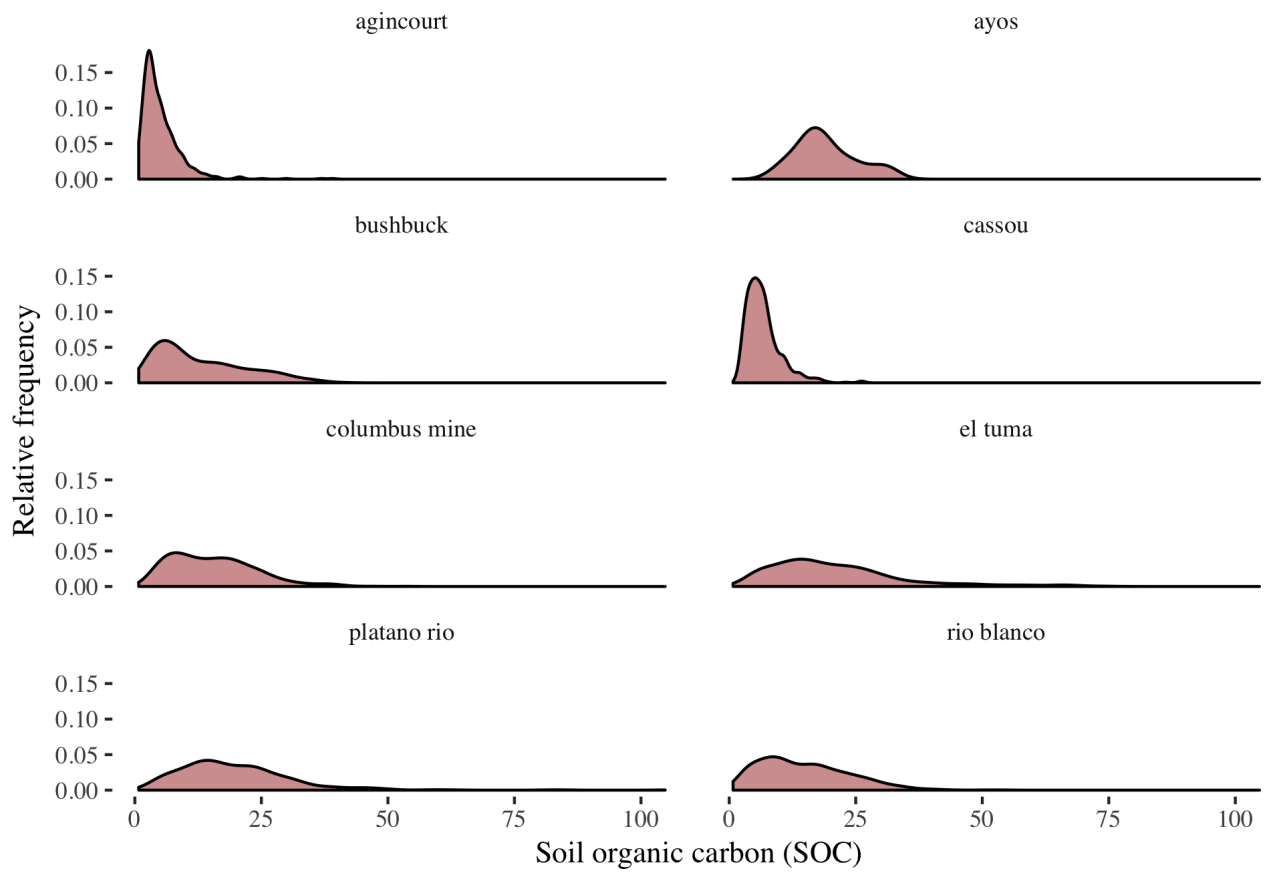 agincourt
ayos
0.15
0.10
0.05
0.00
bushbuck
cassou
0.15
0.10
0.05
0.00
columbus mine
el tuma
0.15
0.10
0.05
0.00
platano rio
rio blanco
0.15
0.10
0.05
0.00
0 25 50 75 100
0 25 50 75 100
Relative frequency
Soil organic carbon (SOC)